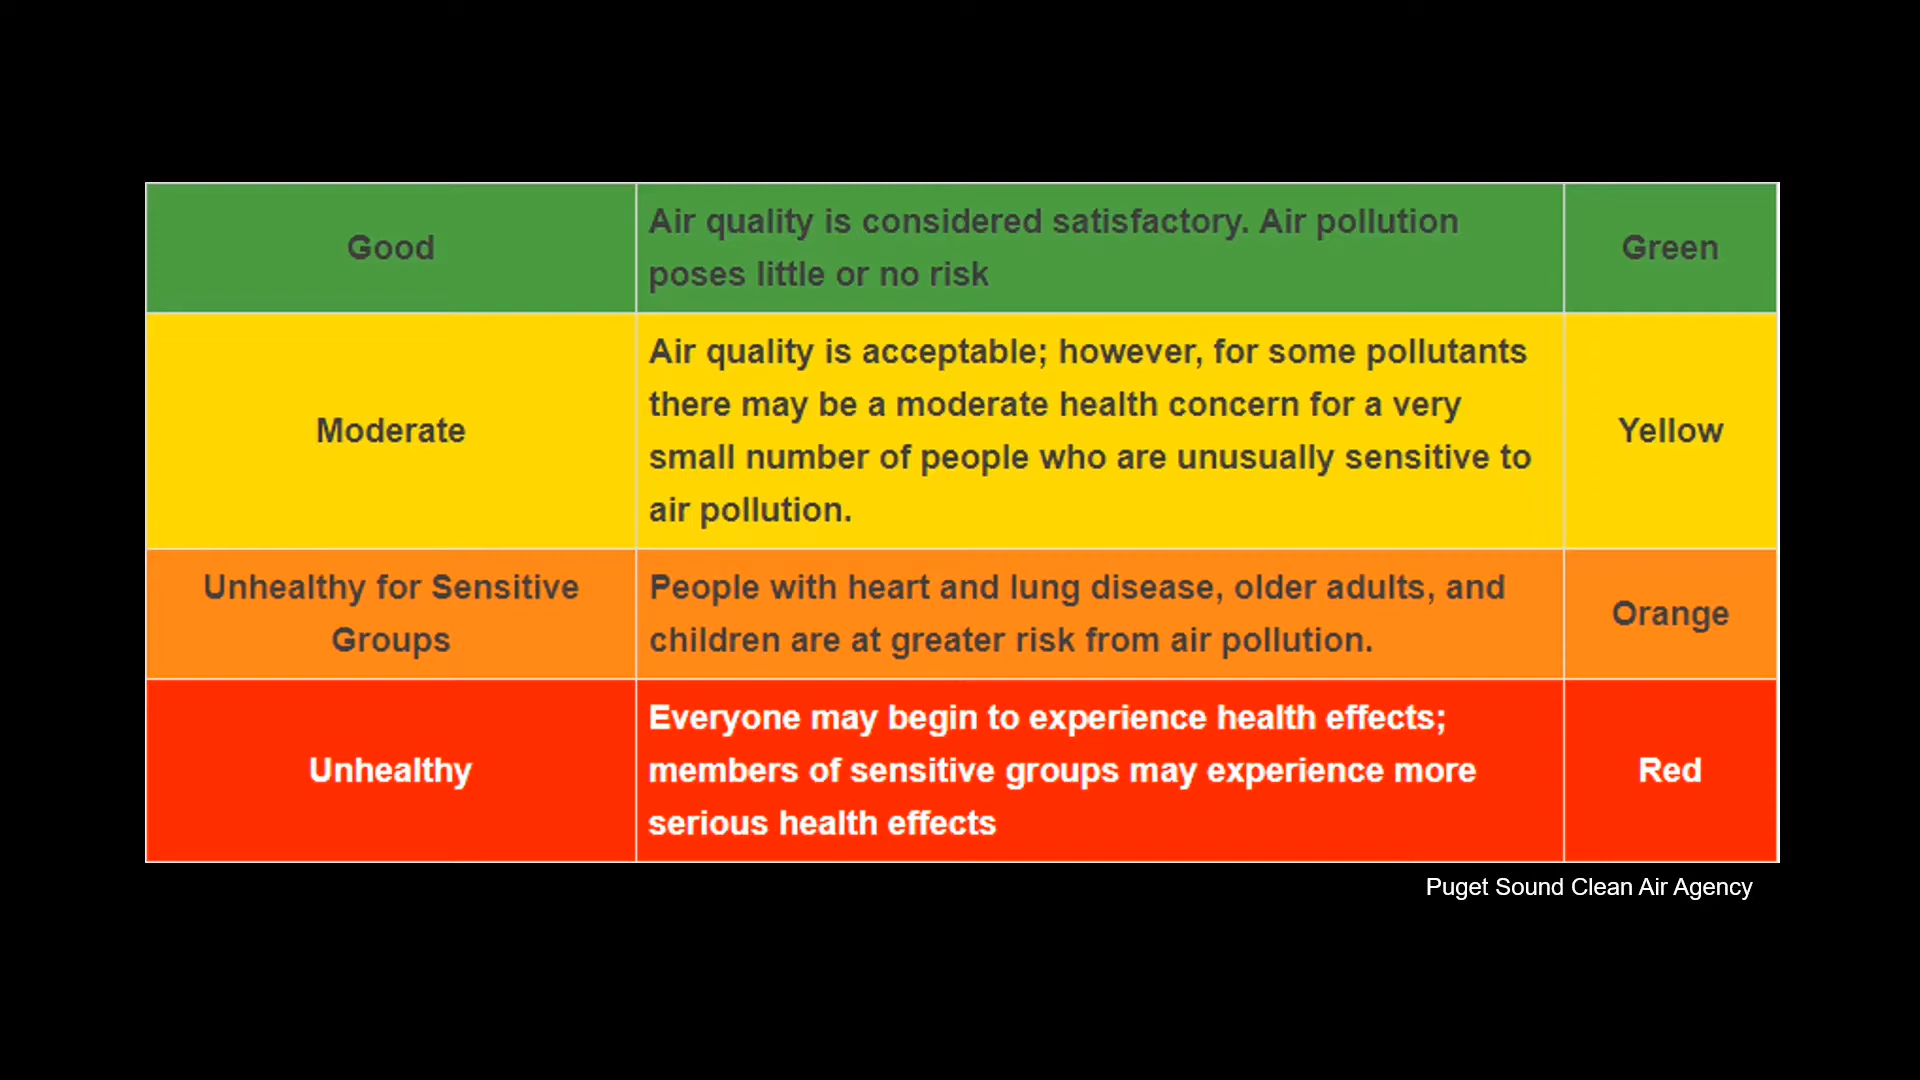 Good
Air quality is considered satisfactory. Air pollution
poses little or no risk
Green
Moderate
Air quality is acceptable; however, for some pollutants
there may be a moderate health concern for a very
small number of people who are unusually sensitive to
air pollution.
Yellow
Unhealthy for Sensitive
Groups
People with heart and lung disease, older adults, and
children are at greater risk from air pollution.
Orange
Unhealthy
Everyone may begin to experience health effects;
members of sensitive groups may experience more
serious health effects
Red
Puget Sound Clean Air Agency